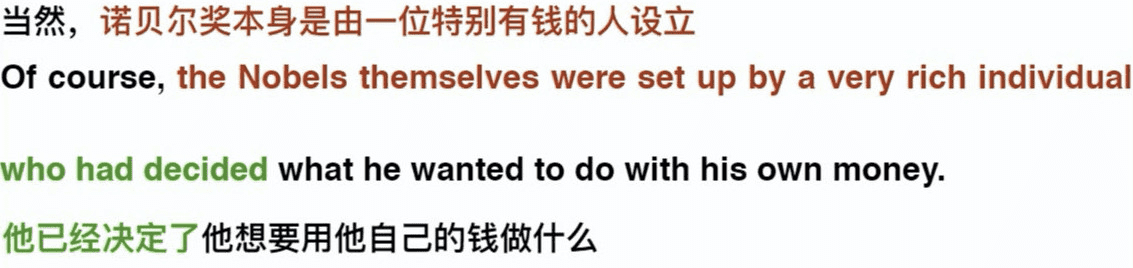 当然，诺贝尔奖本身是由一位特别有钱的人设立
Of course, the Nobels themselves were set up by a very rich individual
who had decided what he wanted to do with his own money.
他已经决定了他想要用他自己的钱做什么